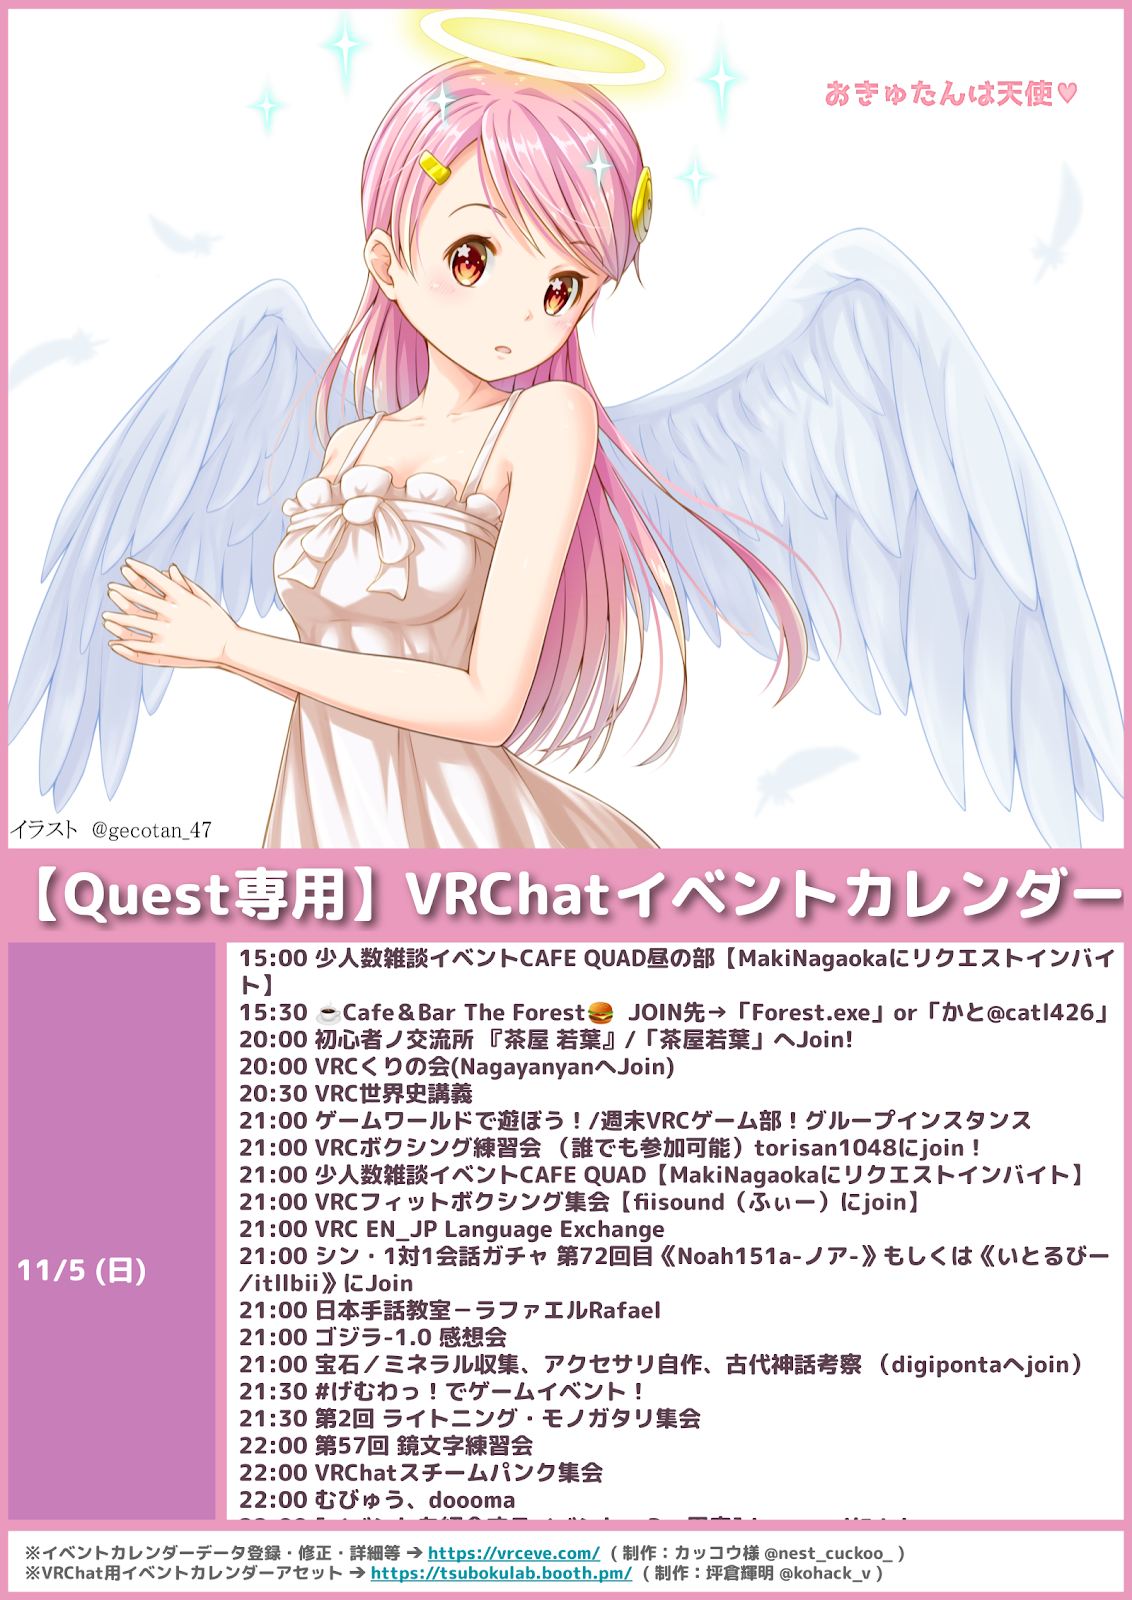 おきゅたんは天使♥
イラスト @gecotan_47
【Quest専用】VRChatイベントカレンダー
11/5 (日)
15:00 少人数雑談イベントCAFE QUAD昼の部【MakiNagaokaにリクエストインバイ
ト】
15:30 ☕Cafe＆Bar The Forest🍔 JOIN先→「Forest.exe」or「かと@catl426」
20:00 初心者ノ交流所 『茶屋 若葉』/「茶屋若葉」へJoin!
20:00 VRCくりの会(NagayanyanへJoin)
20:30 VRC世界史講義
21:00 ゲームワールドで遊ぼう！/週末VRCゲーム部！グループインスタンス
21:00 VRCボクシング練習会 （誰でも参加可能）torisan1048にjoin！
21:00 少人数雑談イベントCAFE QUAD【MakiNagaokaにリクエストインバイト】
21:00 VRCフィットボクシング集会【fiisound（ふぃー）にjoin】
21:00 VRC EN_JP Language Exchange
21:00 シン・1対1会話ガチャ 第72回目《Noah151a-ノア-》もしくは《いとるびー
/itllbii》にJoin
21:00 日本手話教室－ラファエルRafael
21:00 ゴジラ-1.0 感想会
21:00 宝石／ミネラル収集、アクセサリ自作、古代神話考察 （digipontaへjoin）
21:30 #げむわっ！でゲームイベント！
21:30 第2回 ライトニング・モノガタリ集会
22:00 第57回 鏡文字練習会
22:00 VRChatスチームパンク集会
22:00 むびゅう、doooma
※イベントカレンダーデータ登録・修正・詳細等 ➔ https://vrceve.com/ （制作：カッコウ様 @nest_cuckoo_ ）
※VRChat用イベントカレンダーアセット ➔ https://tsubokulab.booth.pm/ （制作：坪倉輝明 @kohack_v ）